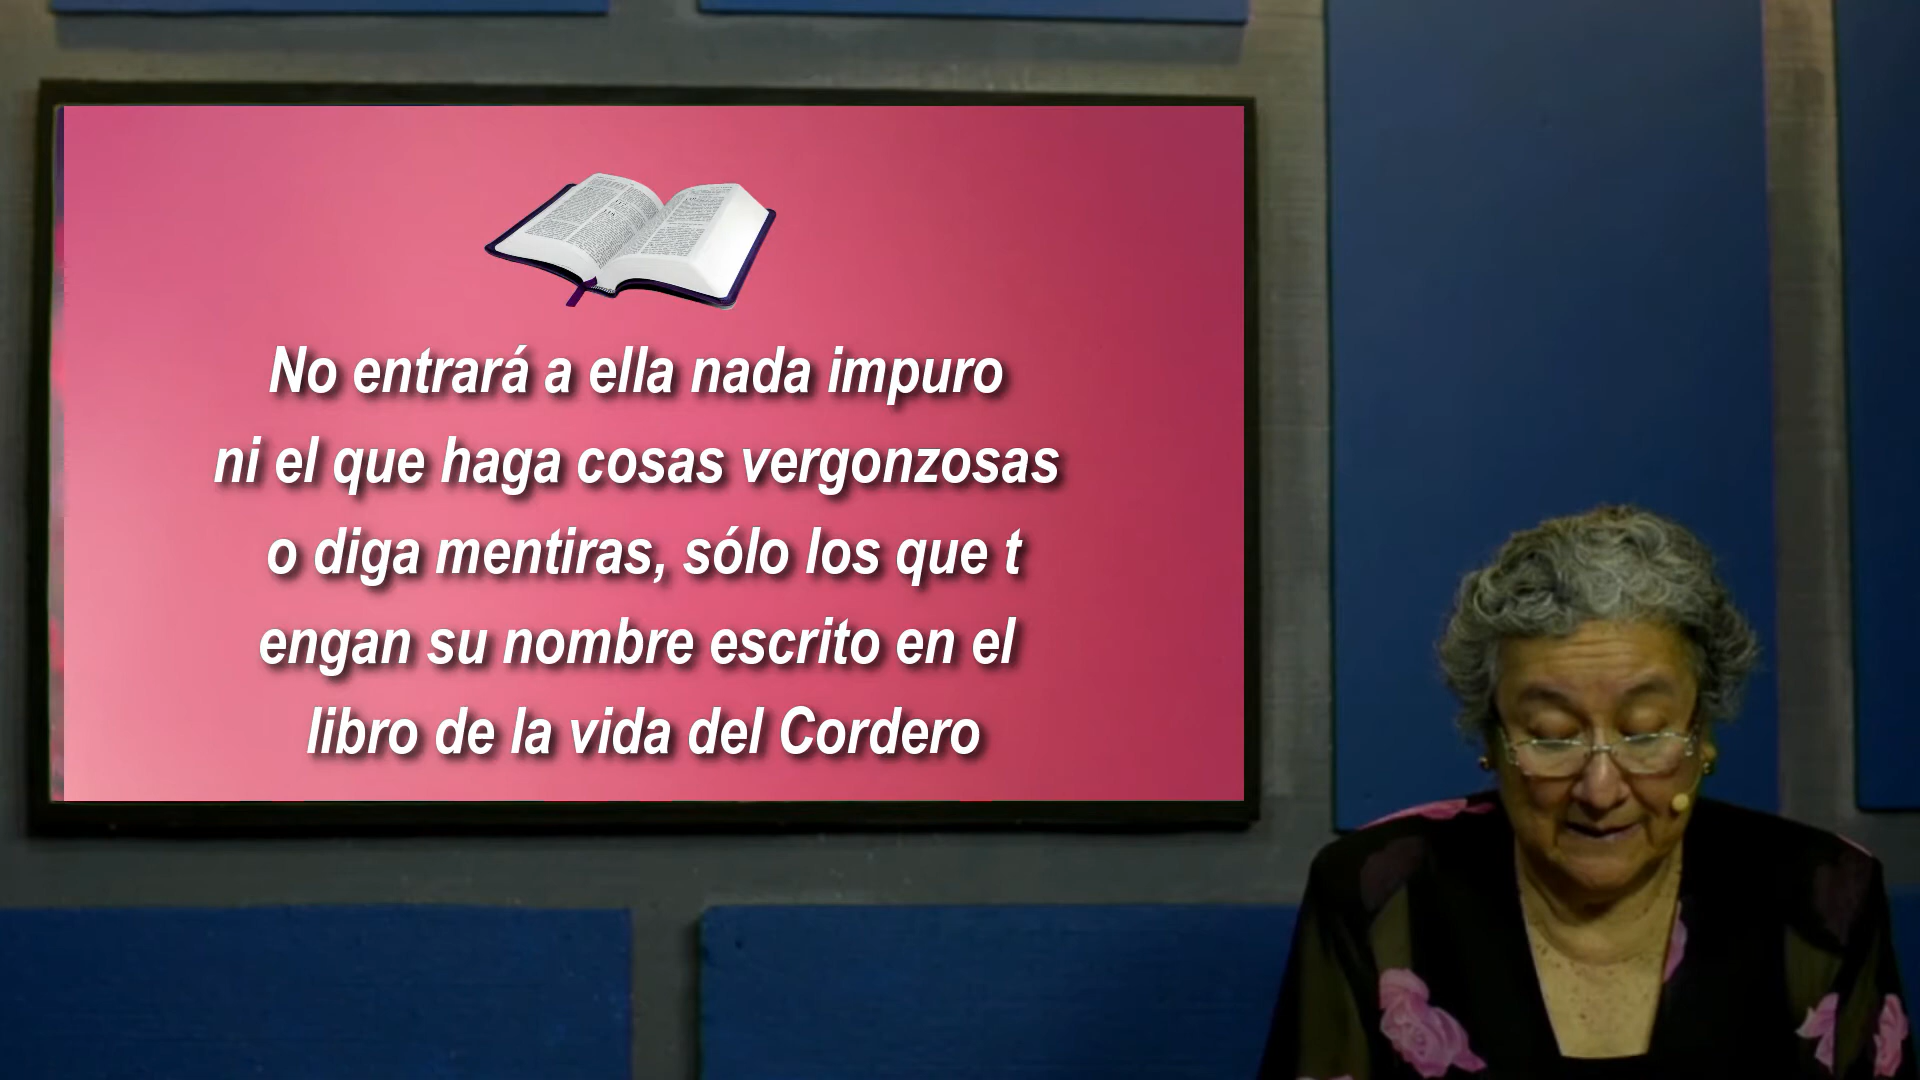 No entrará a ella nada impuro
ni el que haga cosas vergonzosas
o diga mentiras, sólo los que t
engan su nombre escrito en el
libro de la vida del Cordero